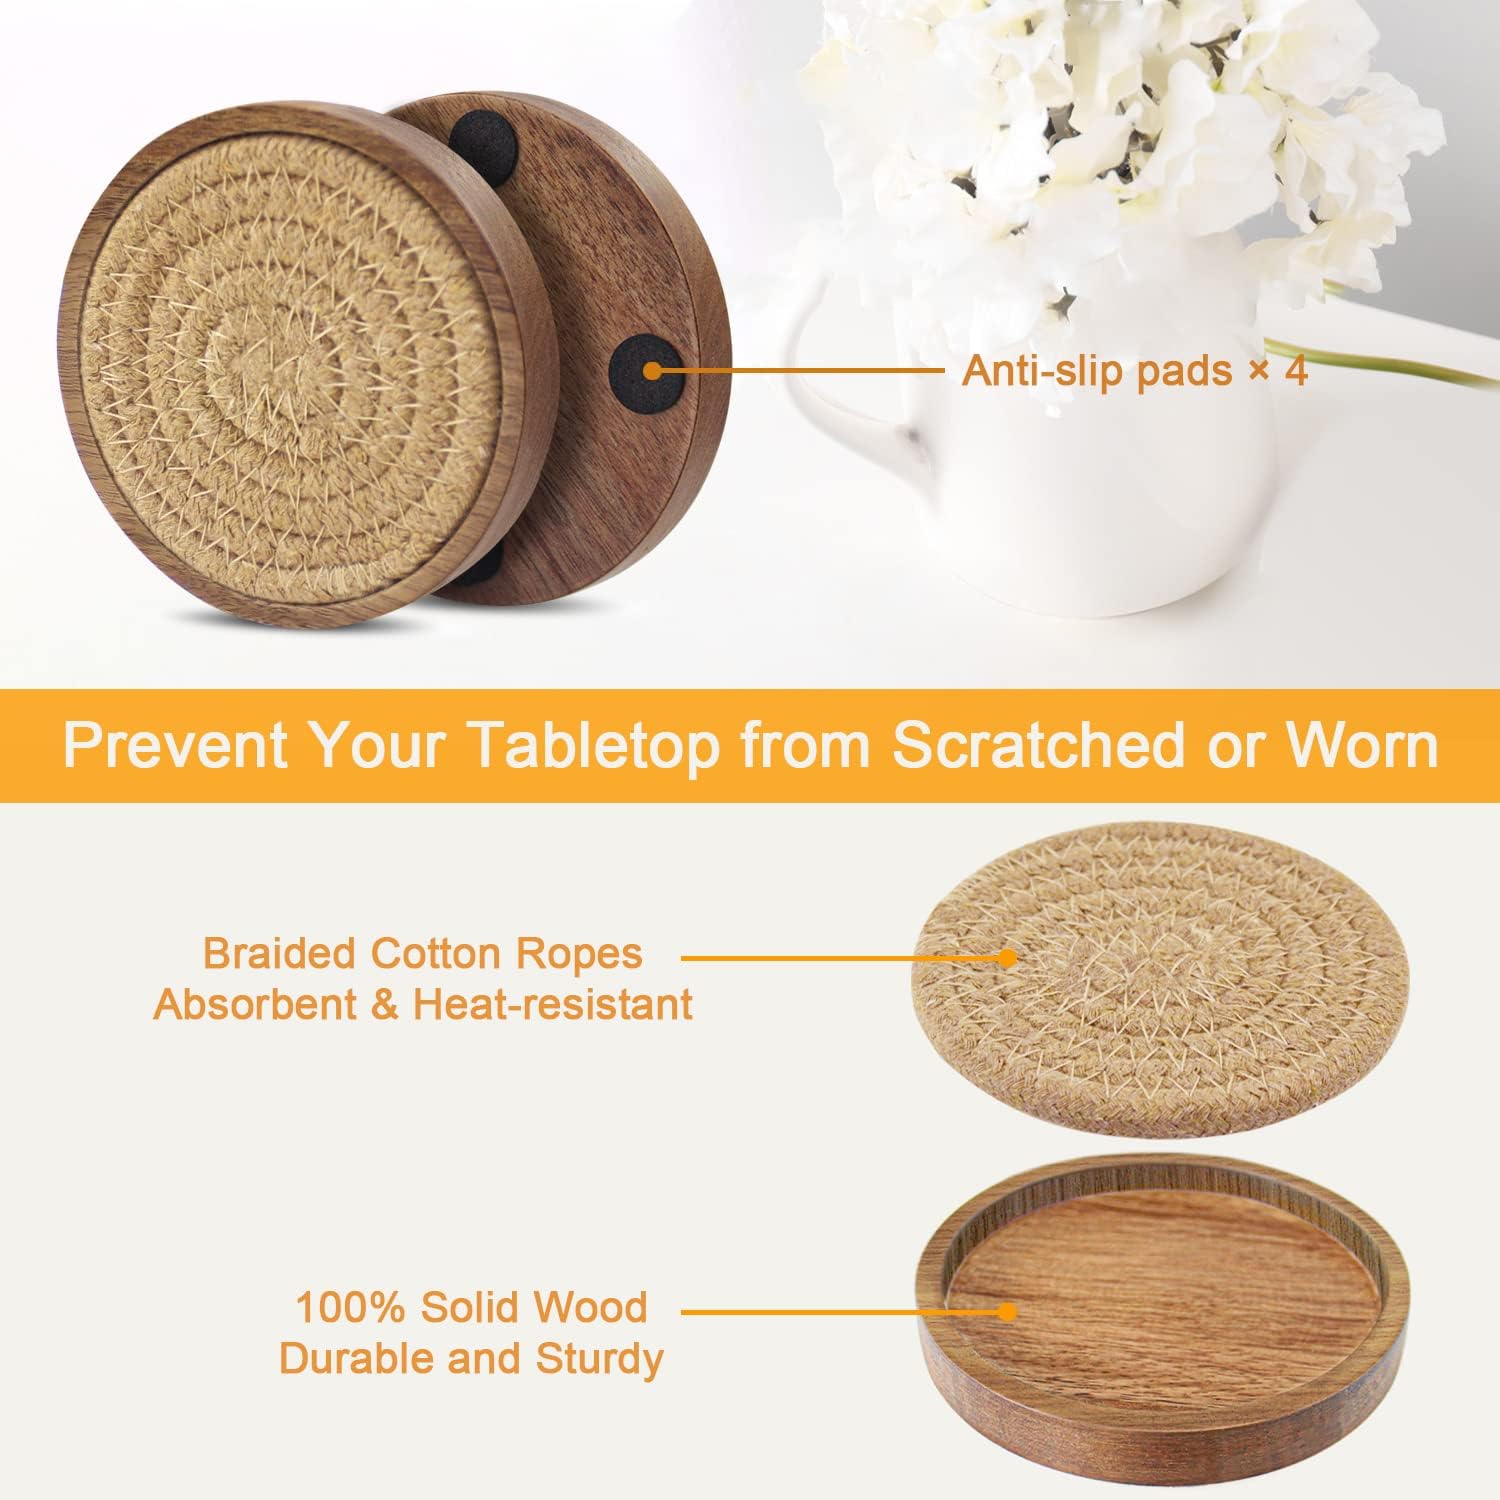 Anti-slip pads × 4
Prevent Your Tabletop from Scratched or Worn
Braided Cotton Ropes
Absorbent & Heat-resistant
100% Solid Wood
Durable and Sturdy